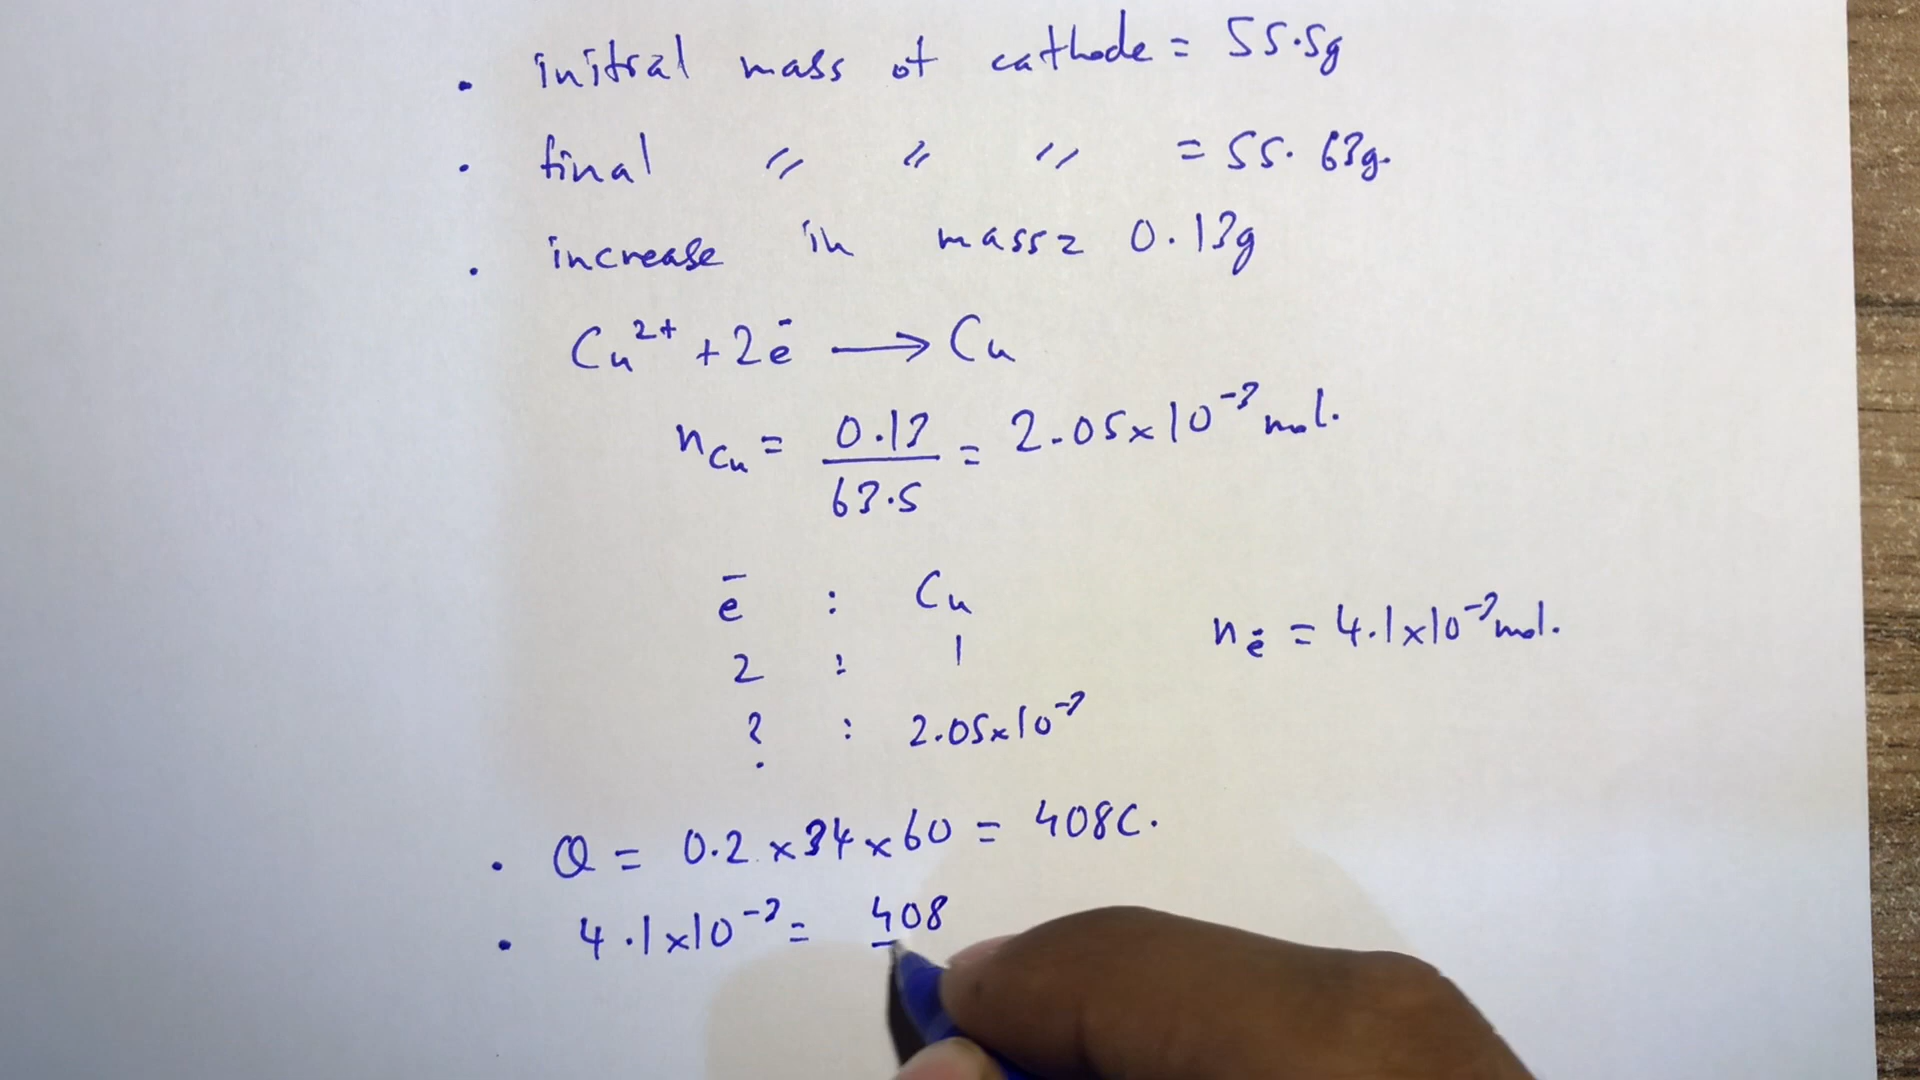 • initial mass of cathode = 55.5g
• final " " " = 55.63g.
• increase in mass = 0.13g
Cu²⁺ + 2e⁻ → Cu
n_Cu = 0.13/63.5 = 2.05×10⁻³ mol.
e⁻ : Cu
2 : 1
? : 2.05×10⁻³
n_e⁻ = 4.1×10⁻³ mol.
• Q = 0.2×34×60 = 408C.
• 4.1×10⁻³ = 408